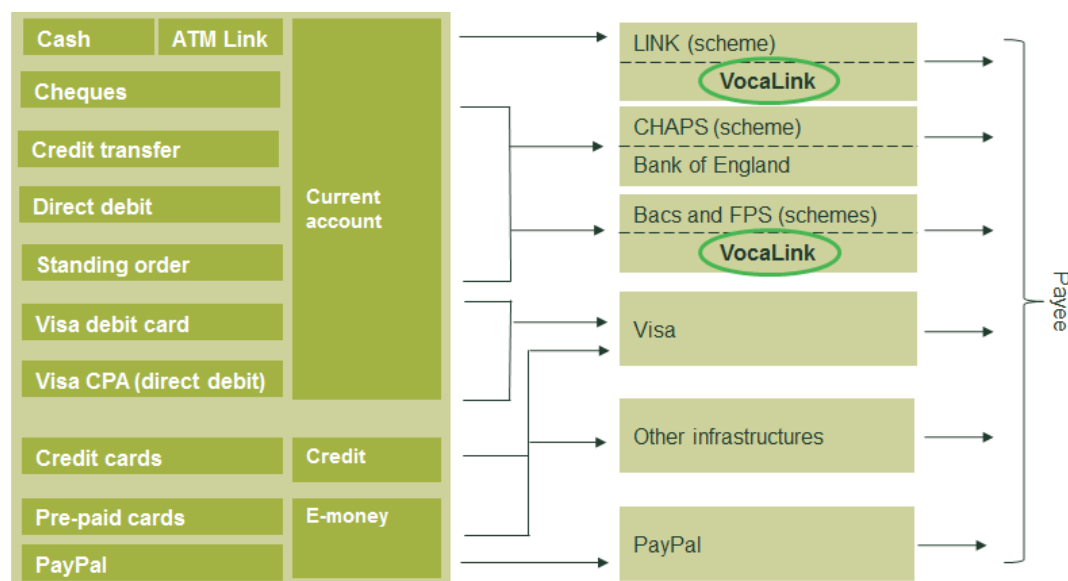 Cash
ATM Link
Cheques
Credit transfer
Direct debit
Standing order
Visa debit card
Visa CPA (direct debit)
Credit cards
Pre-paid cards
PayPal
Current
account
Credit
E-money
LINK (scheme)
VocaLink
CHAPS (scheme)
Bank of England
Bacs and FPS (schemes)
VocaLink
Visa
Other infrastructures
PayPal
Payee